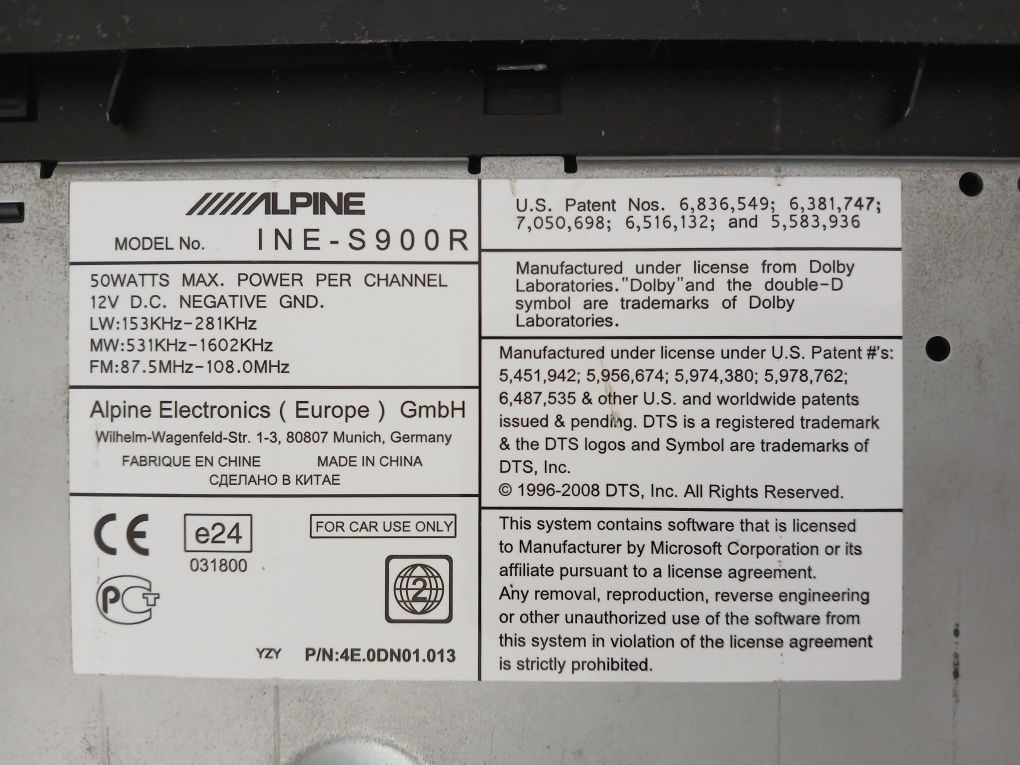 ALPINE
MODEL No. INE-S900R
50WATTS MAX. POWER PER CHANNEL
12V D.C. NEGATIVE GND.
LW:153KHz-281KHz
MW:531KHz-1602KHz
FM:87.5MHz-108.0MHz
Alpine Electronics ( Europe ) GmbH
Wilhelm-Wagenfeld-Str. 1-3, 80807 Munich, Germany
FABRIQUE EN CHINE MADE IN CHINA
СДЕЛАНО В КИТАЕ
CE
e24
031800
FOR CAR USE ONLY
РСТ
2
YZY P/N:4E.0DN01.013
U.S. Patent Nos. 6,836,549; 6,381,747;
7,050,698; 6,516,132; and 5,583,936
Manufactured under license from Dolby
Laboratories."Dolby"and the double-D
symbol are trademarks of Dolby
Laboratories.
Manufactured under license under U.S. Patent #'s:
5,451,942; 5,956,674; 5,974,380; 5,978,762;
6,487,535 & other U.S. and worldwide patents
issued & pending. DTS is a registered trademark
& the DTS logos and Symbol are trademarks of
DTS, Inc.
© 1996-2008 DTS, Inc. All Rights Reserved.
This system contains software that is licensed
to Manufacturer by Microsoft Corporation or its
affiliate pursuant to a license agreement.
Any removal, reproduction, reverse engineering
or other unauthorized use of the software from
this system in violation of the license agreement
is strictly prohibited.